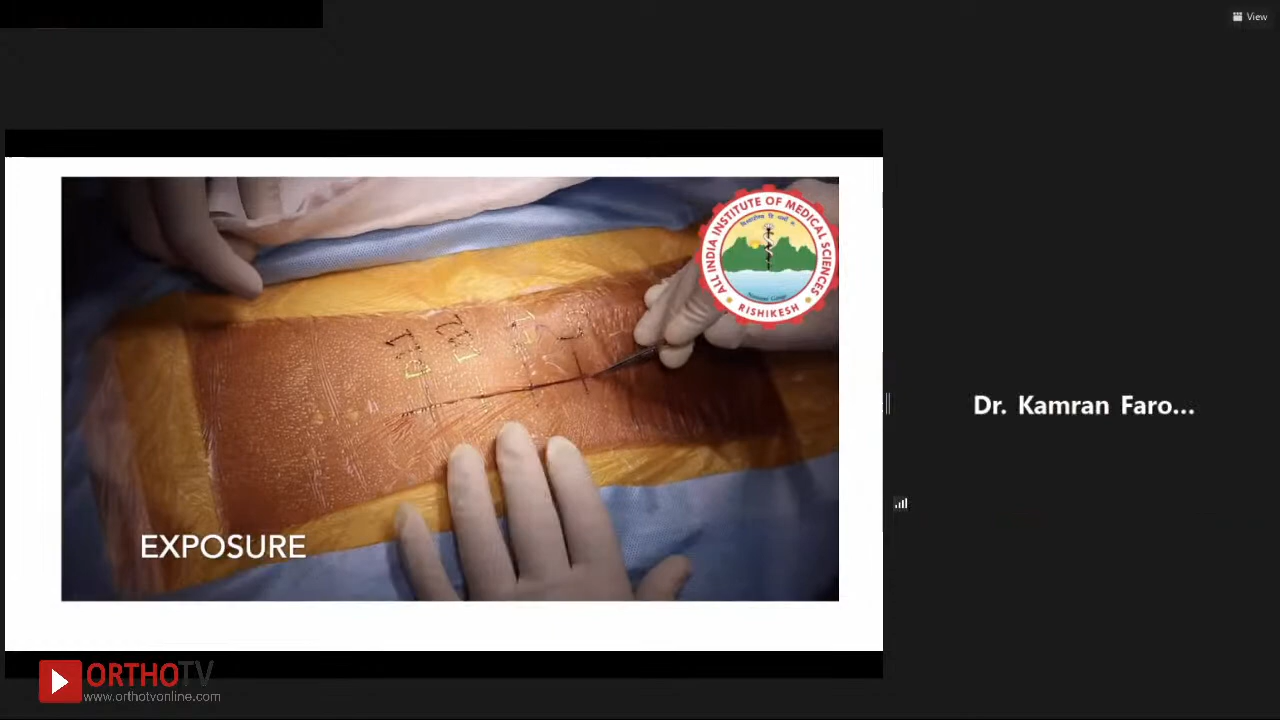 View
ALL INDIA INSTITUTE OF MEDICAL SCIENCES
RISHIKESH
EXPOSURE
Dr. Kamran Faro...
ORTHOTV
www.orthotvonline.com